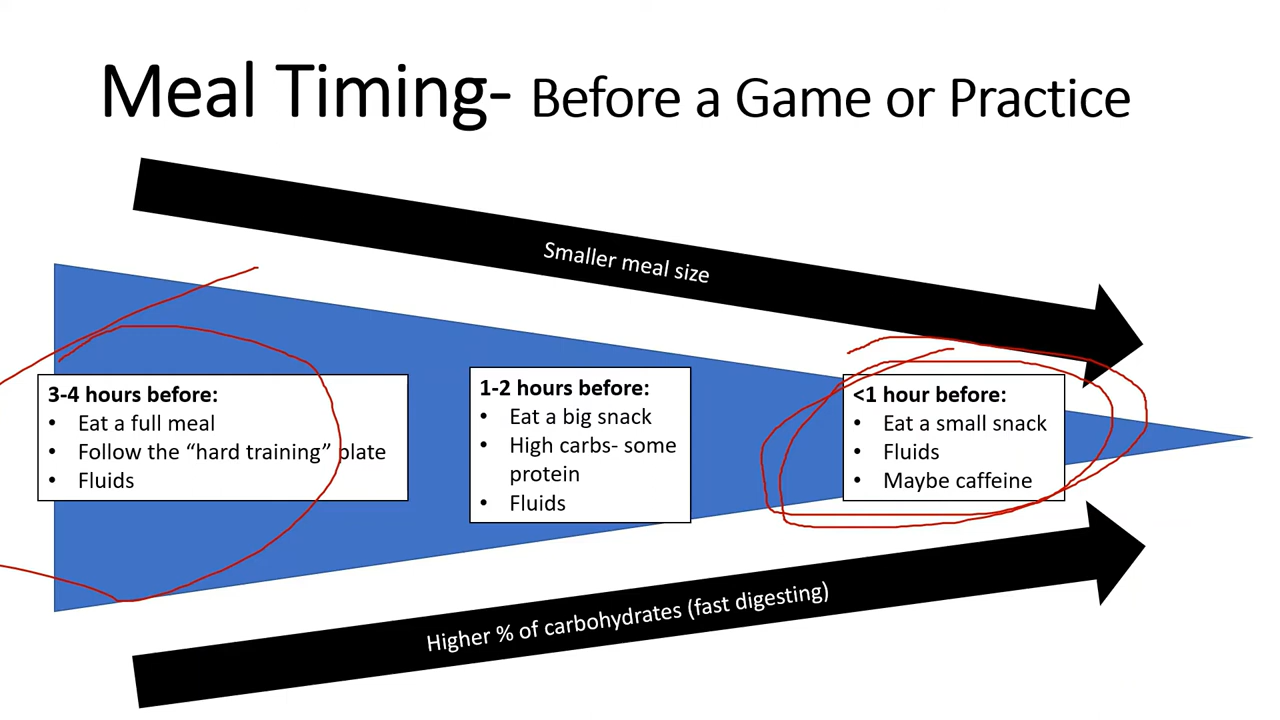 Meal Timing- Before a Game or Practice
Smaller meal size
3-4 hours before:
• Eat a full meal
• Follow the “hard training” plate
• Fluids
1-2 hours before:
• Eat a big snack
• High carbs- some
protein
• Fluids
<1 hour before:
• Eat a small snack
• Fluids
• Maybe caffeine
Higher % of carbohydrates (fast digesting)